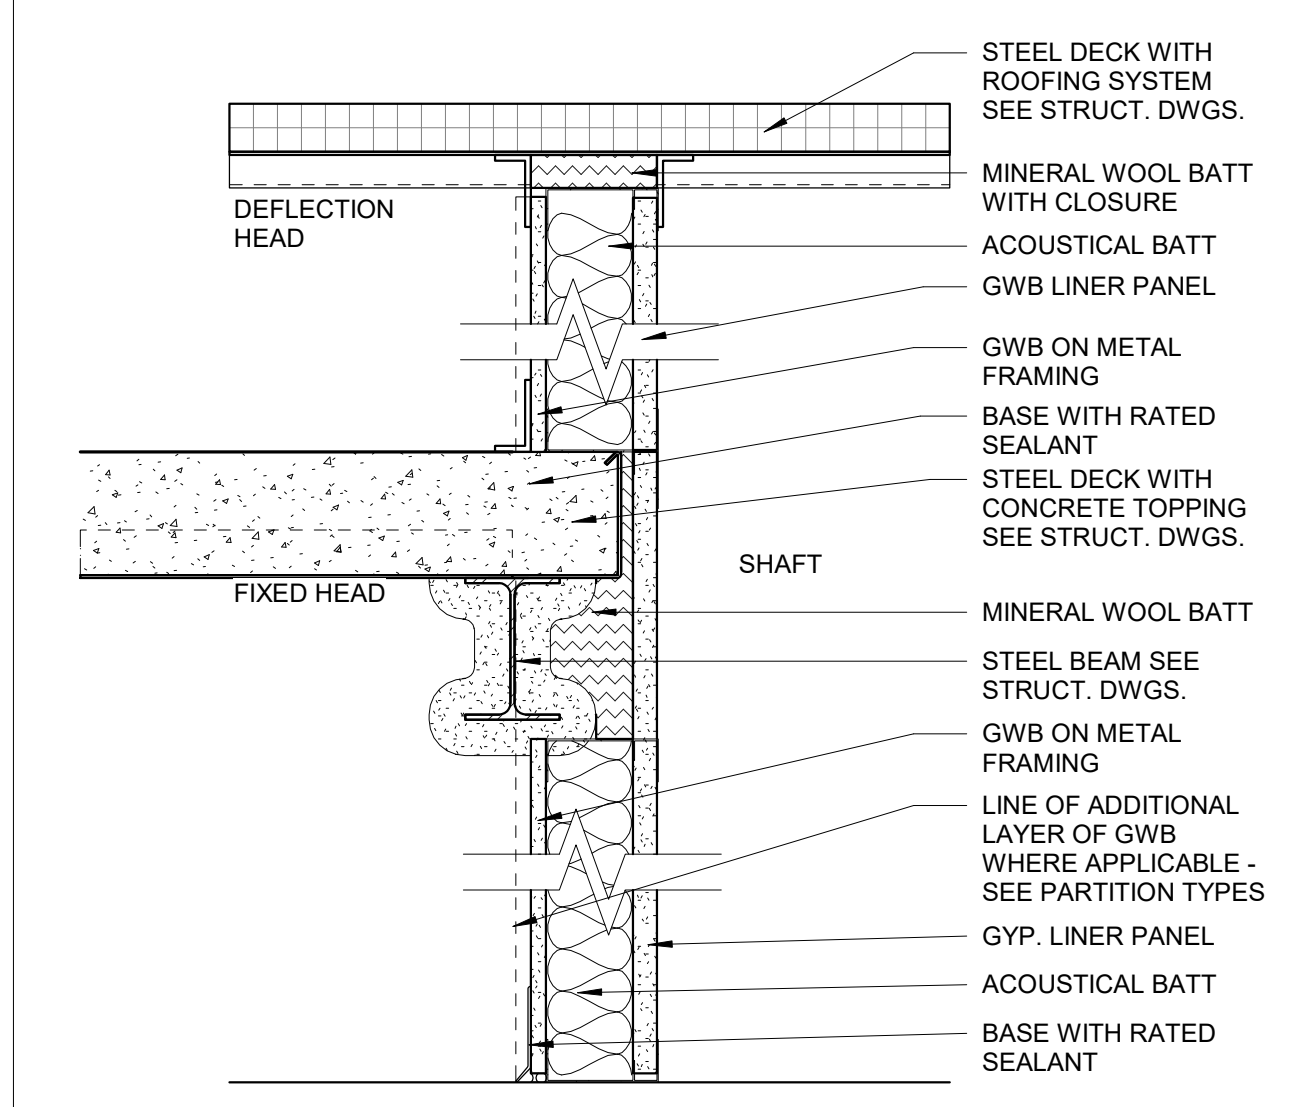 STEEL DECK WITH
ROOFING SYSTEM
SEE STRUCT. DWGS.
MINERAL WOOL BATT
WITH CLOSURE
DEFLECTION
HEAD
ACOUSTICAL BATT
GWB LINER PANEL
GWB ON METAL
FRAMING
BASE WITH RATED
SEALANT
STEEL DECK WITH
CONCRETE TOPPING
SEE STRUCT. DWGS.
SHAFT
FIXED HEAD
MINERAL WOOL BATT
STEEL BEAM SEE
STRUCT. DWGS.
GWB ON METAL
FRAMING
LINE OF ADDITIONAL
LAYER OF GWB
WHERE APPLICABLE -
SEE PARTITION TYPES
GYP. LINER PANEL
ACOUSTICAL BATT
BASE WITH RATED
SEALANT